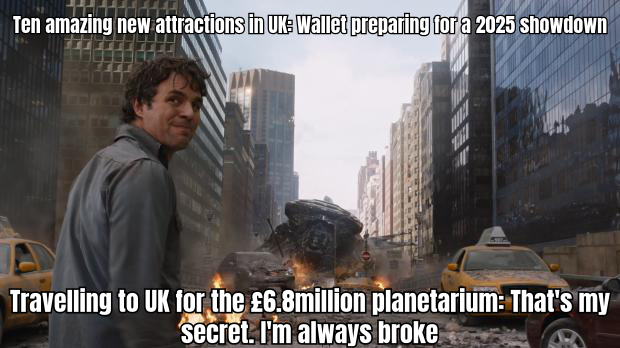 Ten amazing new attractions in UK: Wallet preparing for a 2025 showdown
Travelling to UK for the £6.8million planetarium: That's my
secret. I'm always broke